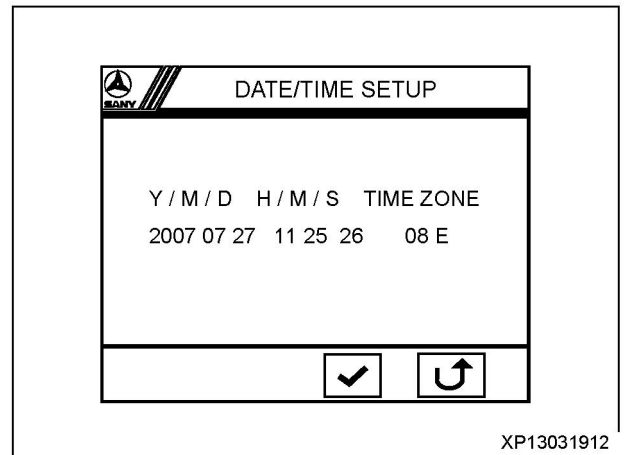 SANY
DATE/TIME SETUP
Y / M / D H / M / S TIME ZONE
2007 07 27 11 25 26 08 E
XP13031912